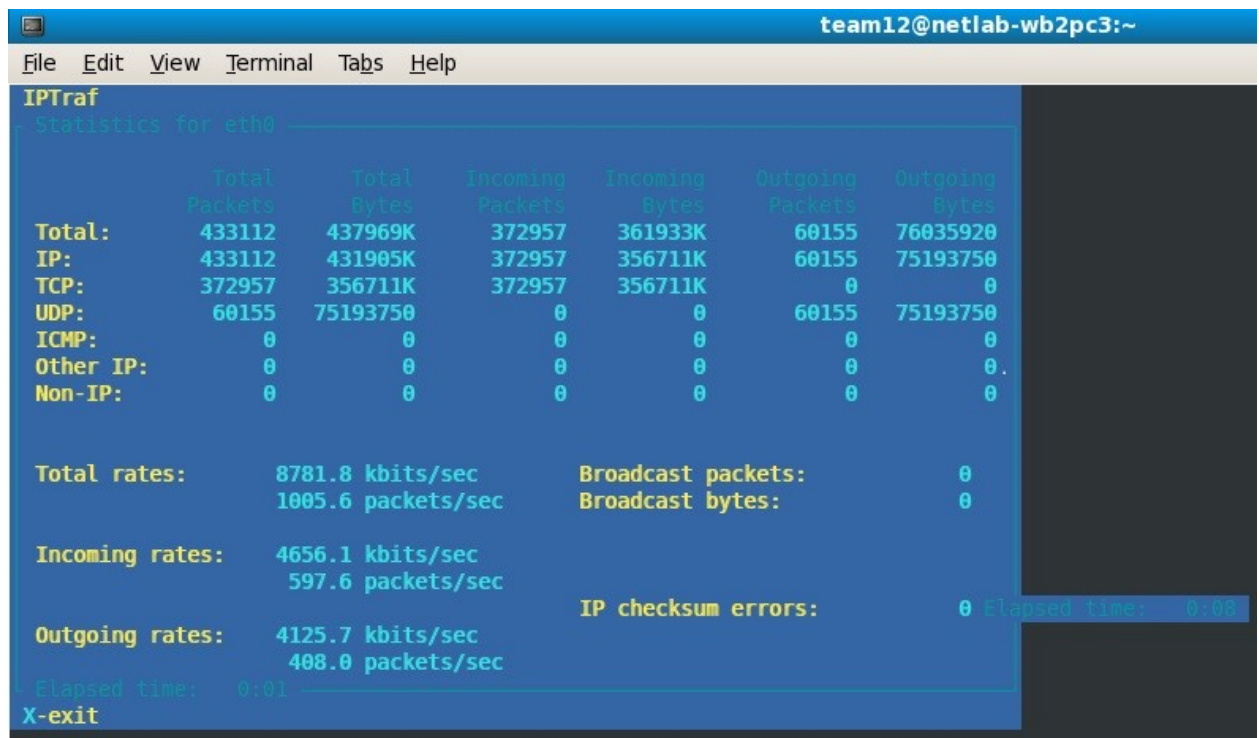 team12@netlab-wb2pc3:~
File Edit View Terminal Tabs Help
IPTraf
Statistics for eth0
Total Total Incoming Incoming Outgoing Outgoing
Packets Bytes Packets Bytes Packets Bytes
Total: 433112 437969K 372957 361933K 60155 76035920
IP: 433112 431905K 372957 356711K 60155 75193750
TCP: 372957 356711K 372957 356711K 0 0
UDP: 60155 75193750 0 0 60155 75193750
ICMP: 0 0 0 0 0 0
Other IP: 0 0 0 0 0 0.
Non-IP: 0 0 0 0 0 0
Total rates: 8781.8 kbits/sec Broadcast packets: 0
1005.6 packets/sec Broadcast bytes: 0
Incoming rates: 4656.1 kbits/sec
597.6 packets/sec
IP checksum errors: 0 Elapsed time: 0:08
Outgoing rates: 4125.7 kbits/sec
408.0 packets/sec
Elapsed time: 0:01
X-exit